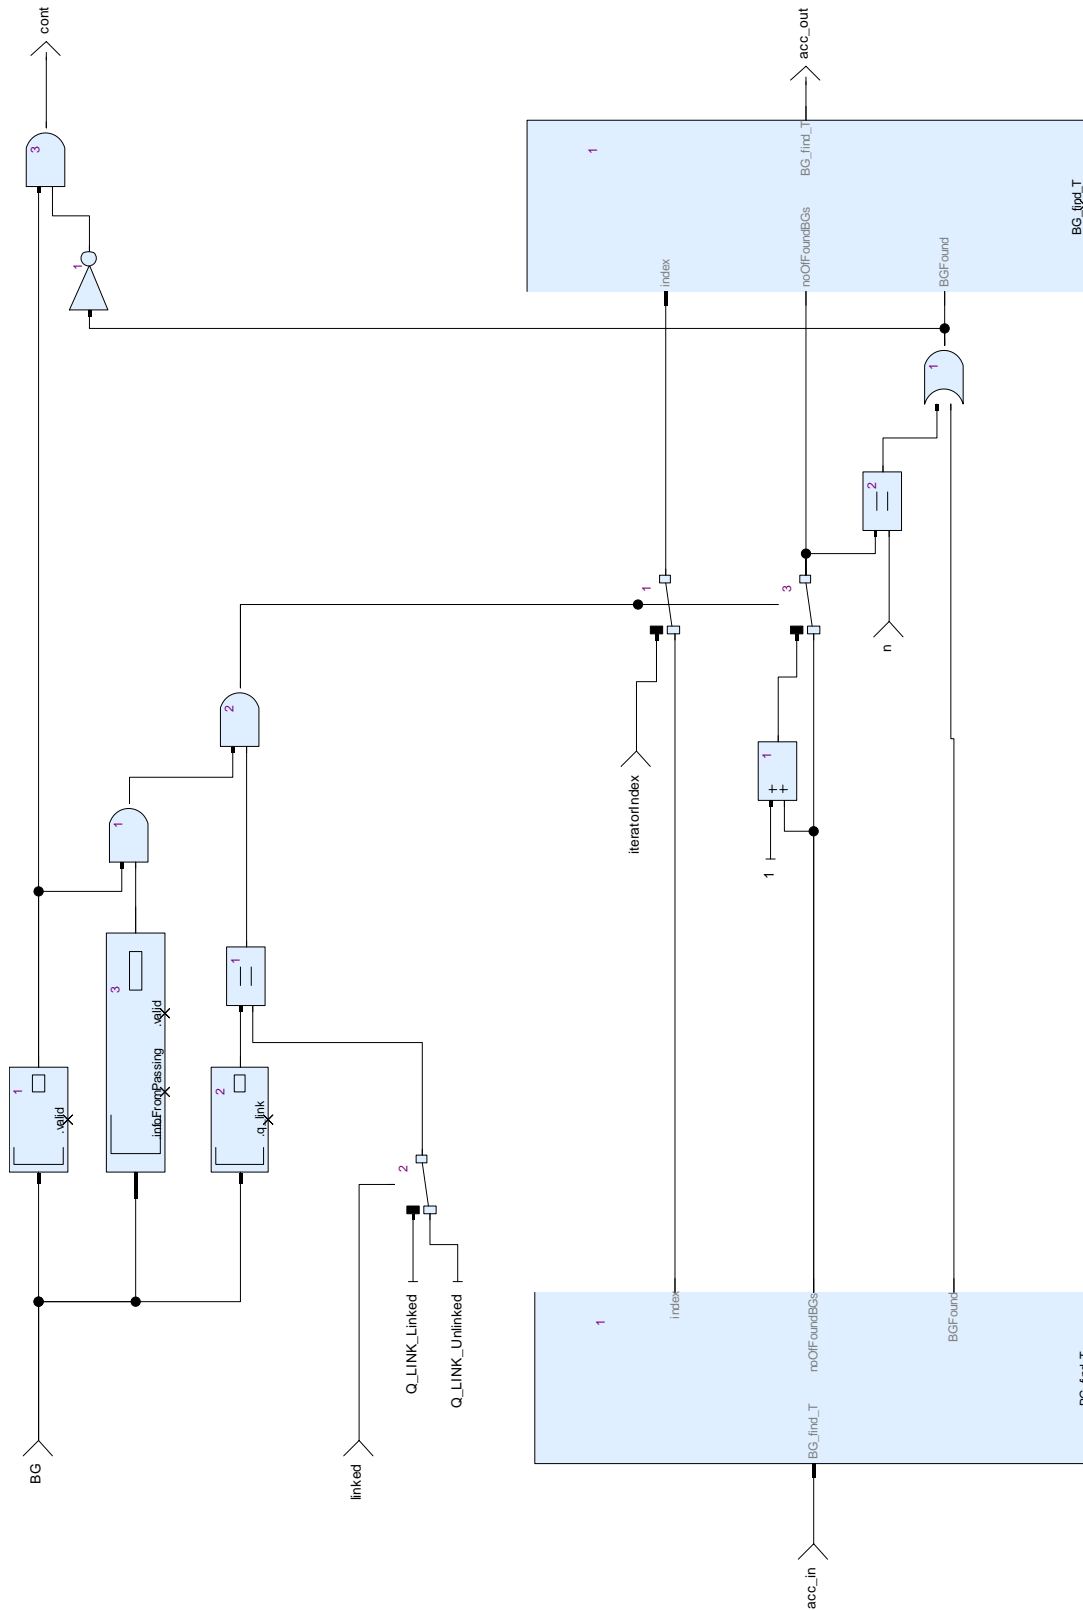 cont
acc_out
3
1
1
BG_find_T
BG_find_T
index
noOfFoundBGs
BGFound
1
1
3
2
n
2
1
iteratorIndex
1
++
1
3
.valid
.infoFromPassing
1
1
.valid
2
.q_link
2
Q_LINK_Linked
Q_LINK_Unlinked
BG
linked
1
index
noOfFoundBGs
BGFound
BG_find_T
acc_in